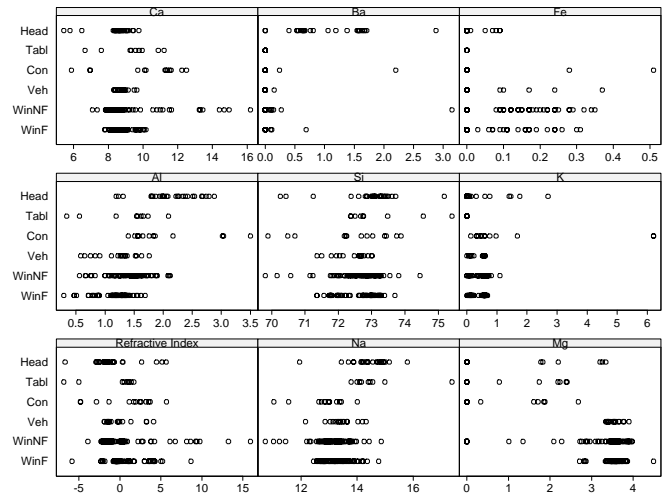 Ca Ba Fe
Head
Tabl
Con
Veh
WinNF
WinF
6 8 10 12 14 16 0.0 0.5 1.0 1.5 2.0 2.5 3.0 0.0 0.1 0.2 0.3 0.4 0.5
Al Si K
Head
Tabl
Con
Veh
WinNF
WinF
0.5 1.0 1.5 2.0 2.5 3.0 3.5 70 71 72 73 74 75 0 1 2 3 4 5 6
Refractive Index Na Mg
Head
Tabl
Con
Veh
WinNF
WinF
-5 0 5 10 15 12 14 16 0 1 2 3 4